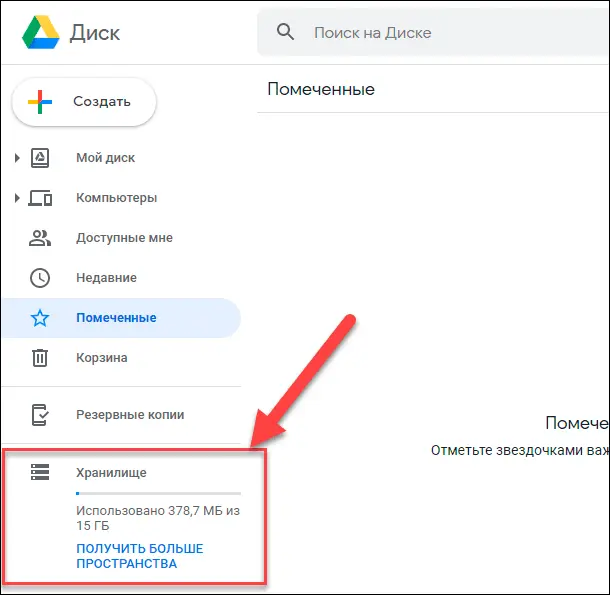 Диск
Поиск на Диске
Создать
Помеченные
Мой диск
Компьютеры
Доступные мне
Недавние
Помеченные
Корзина
Резервные копии
Помече
Отметьте звездочками важ
Хранилище
Использовано 378,7 МБ из
15 ГБ
ПОЛУЧИТЬ БОЛЬШЕ
ПРОСТРАНСТВА